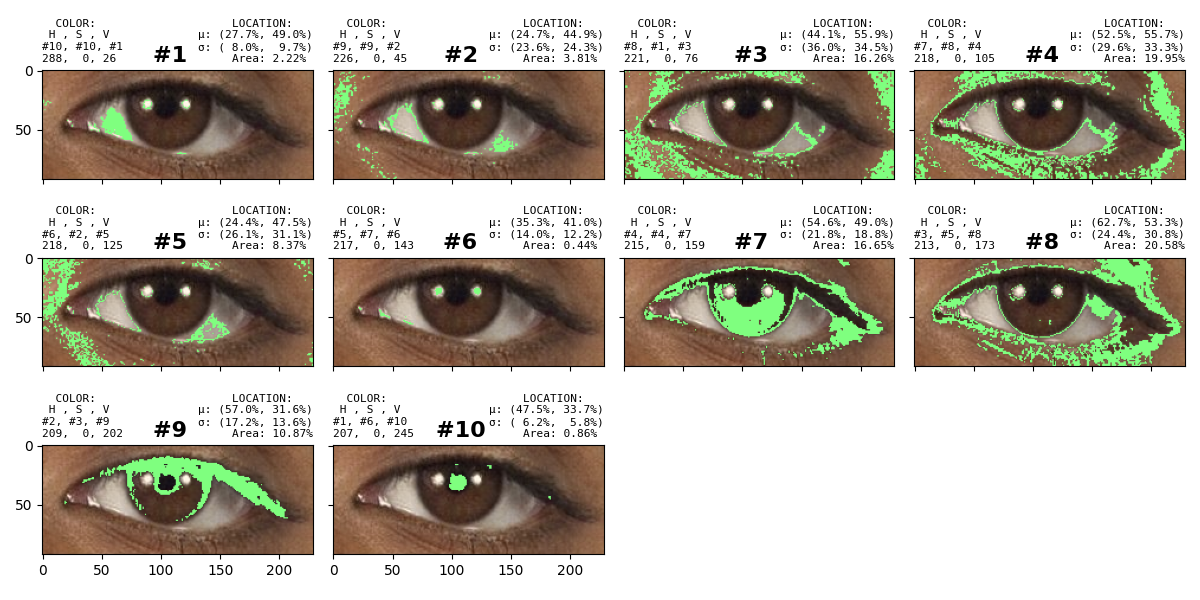 COLOR: LOCATION:
H , S , V μ: (27.7%, 49.0%)
#10, #10, #1 #1 σ: ( 8.0%, 9.7%)
288, 0, 26 Area: 2.22%
COLOR: LOCATION:
H , S , V μ: (24.7%, 44.9%)
#9, #9, #2 #2 σ: (23.6%, 24.3%)
226, 0, 45 Area: 3.81%
COLOR: LOCATION:
H , S , V μ: (44.1%, 55.9%)
#8, #1, #3 #3 σ: (36.0%, 34.5%)
221, 0, 76 Area: 16.26%
COLOR: LOCATION:
H , S , V μ: (52.5%, 55.7%)
#7, #8, #4 #4 σ: (29.6%, 33.3%)
218, 0, 105 Area: 19.95%
0
50
COLOR: LOCATION:
H , S , V μ: (24.4%, 47.5%)
#6, #2, #5 #5 σ: (26.1%, 31.1%)
218, 0, 125 Area: 8.37%
COLOR: LOCATION:
H , S , V μ: (35.3%, 41.0%)
#5, #7, #6 #6 σ: (14.0%, 12.2%)
217, 0, 143 Area: 0.44%
COLOR: LOCATION:
H , S , V μ: (54.6%, 49.0%)
#4, #4, #7 #7 σ: (21.8%, 18.8%)
215, 0, 159 Area: 16.65%
COLOR: LOCATION:
H , S , V μ: (62.7%, 53.3%)
#3, #5, #8 #8 σ: (24.4%, 30.8%)
213, 0, 173 Area: 20.58%
0
50
COLOR: LOCATION:
H , S , V μ: (57.0%, 31.6%)
#2, #3, #9 #9 σ: (17.2%, 13.6%)
209, 0, 202 Area: 10.87%
COLOR: LOCATION:
H , S , V μ: (47.5%, 33.7%)
#1, #6, #10 #10 σ: ( 6.2%, 5.8%)
207, 0, 245 Area: 0.86%
0
50
0 50 100 150 200
0 50 100 150 200